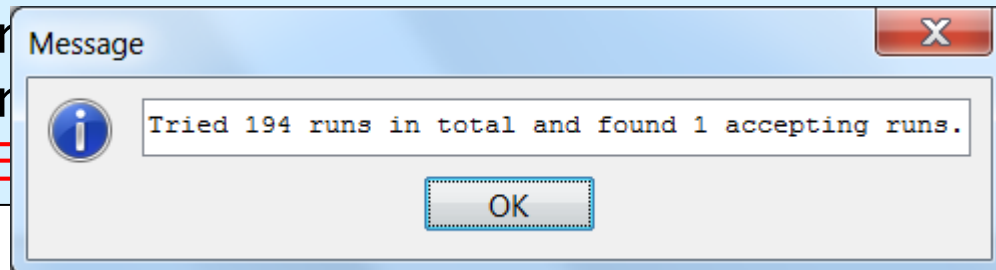 Message
X
Tried 194 runs in total and found 1 accepting runs.
OK